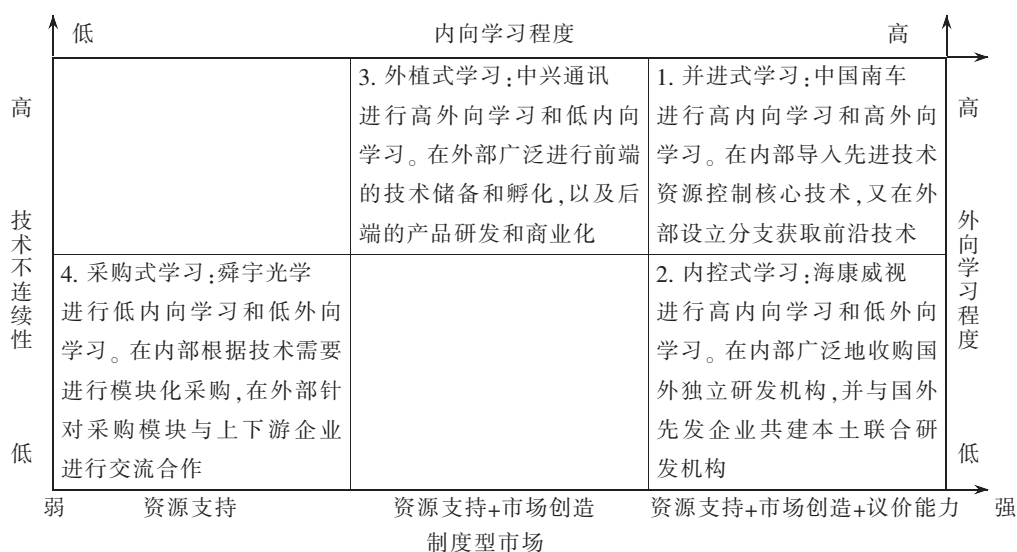 低 内向学习程度 高
高
技术不连续性
低
3. 外植式学习:中兴通讯
进行高外向学习和低内向
学习。在外部广泛进行前端
的技术储备和孵化,以及后
端的产品研发和商业化
1. 并进式学习:中国南车
进行高内向学习和高外向
学习。在内部导入先进技术
资源控制核心技术,又在外
部设立分支获取前沿技术
4. 采购式学习:舜宇光学
进行低内向学习和低外向
学习。在内部根据技术需要
进行模块化采购,在外部针
对采购模块与上下游企业
进行交流合作
2. 内控式学习:海康威视
进行高内向学习和低外向
学习。在内部广泛地收购国
外独立研发机构,并与国外
先发企业共建本土联合研
发机构
高
外向学习程度
低
弱 资源支持 资源支持+市场创造 资源支持+市场创造+议价能力 强
制度型市场